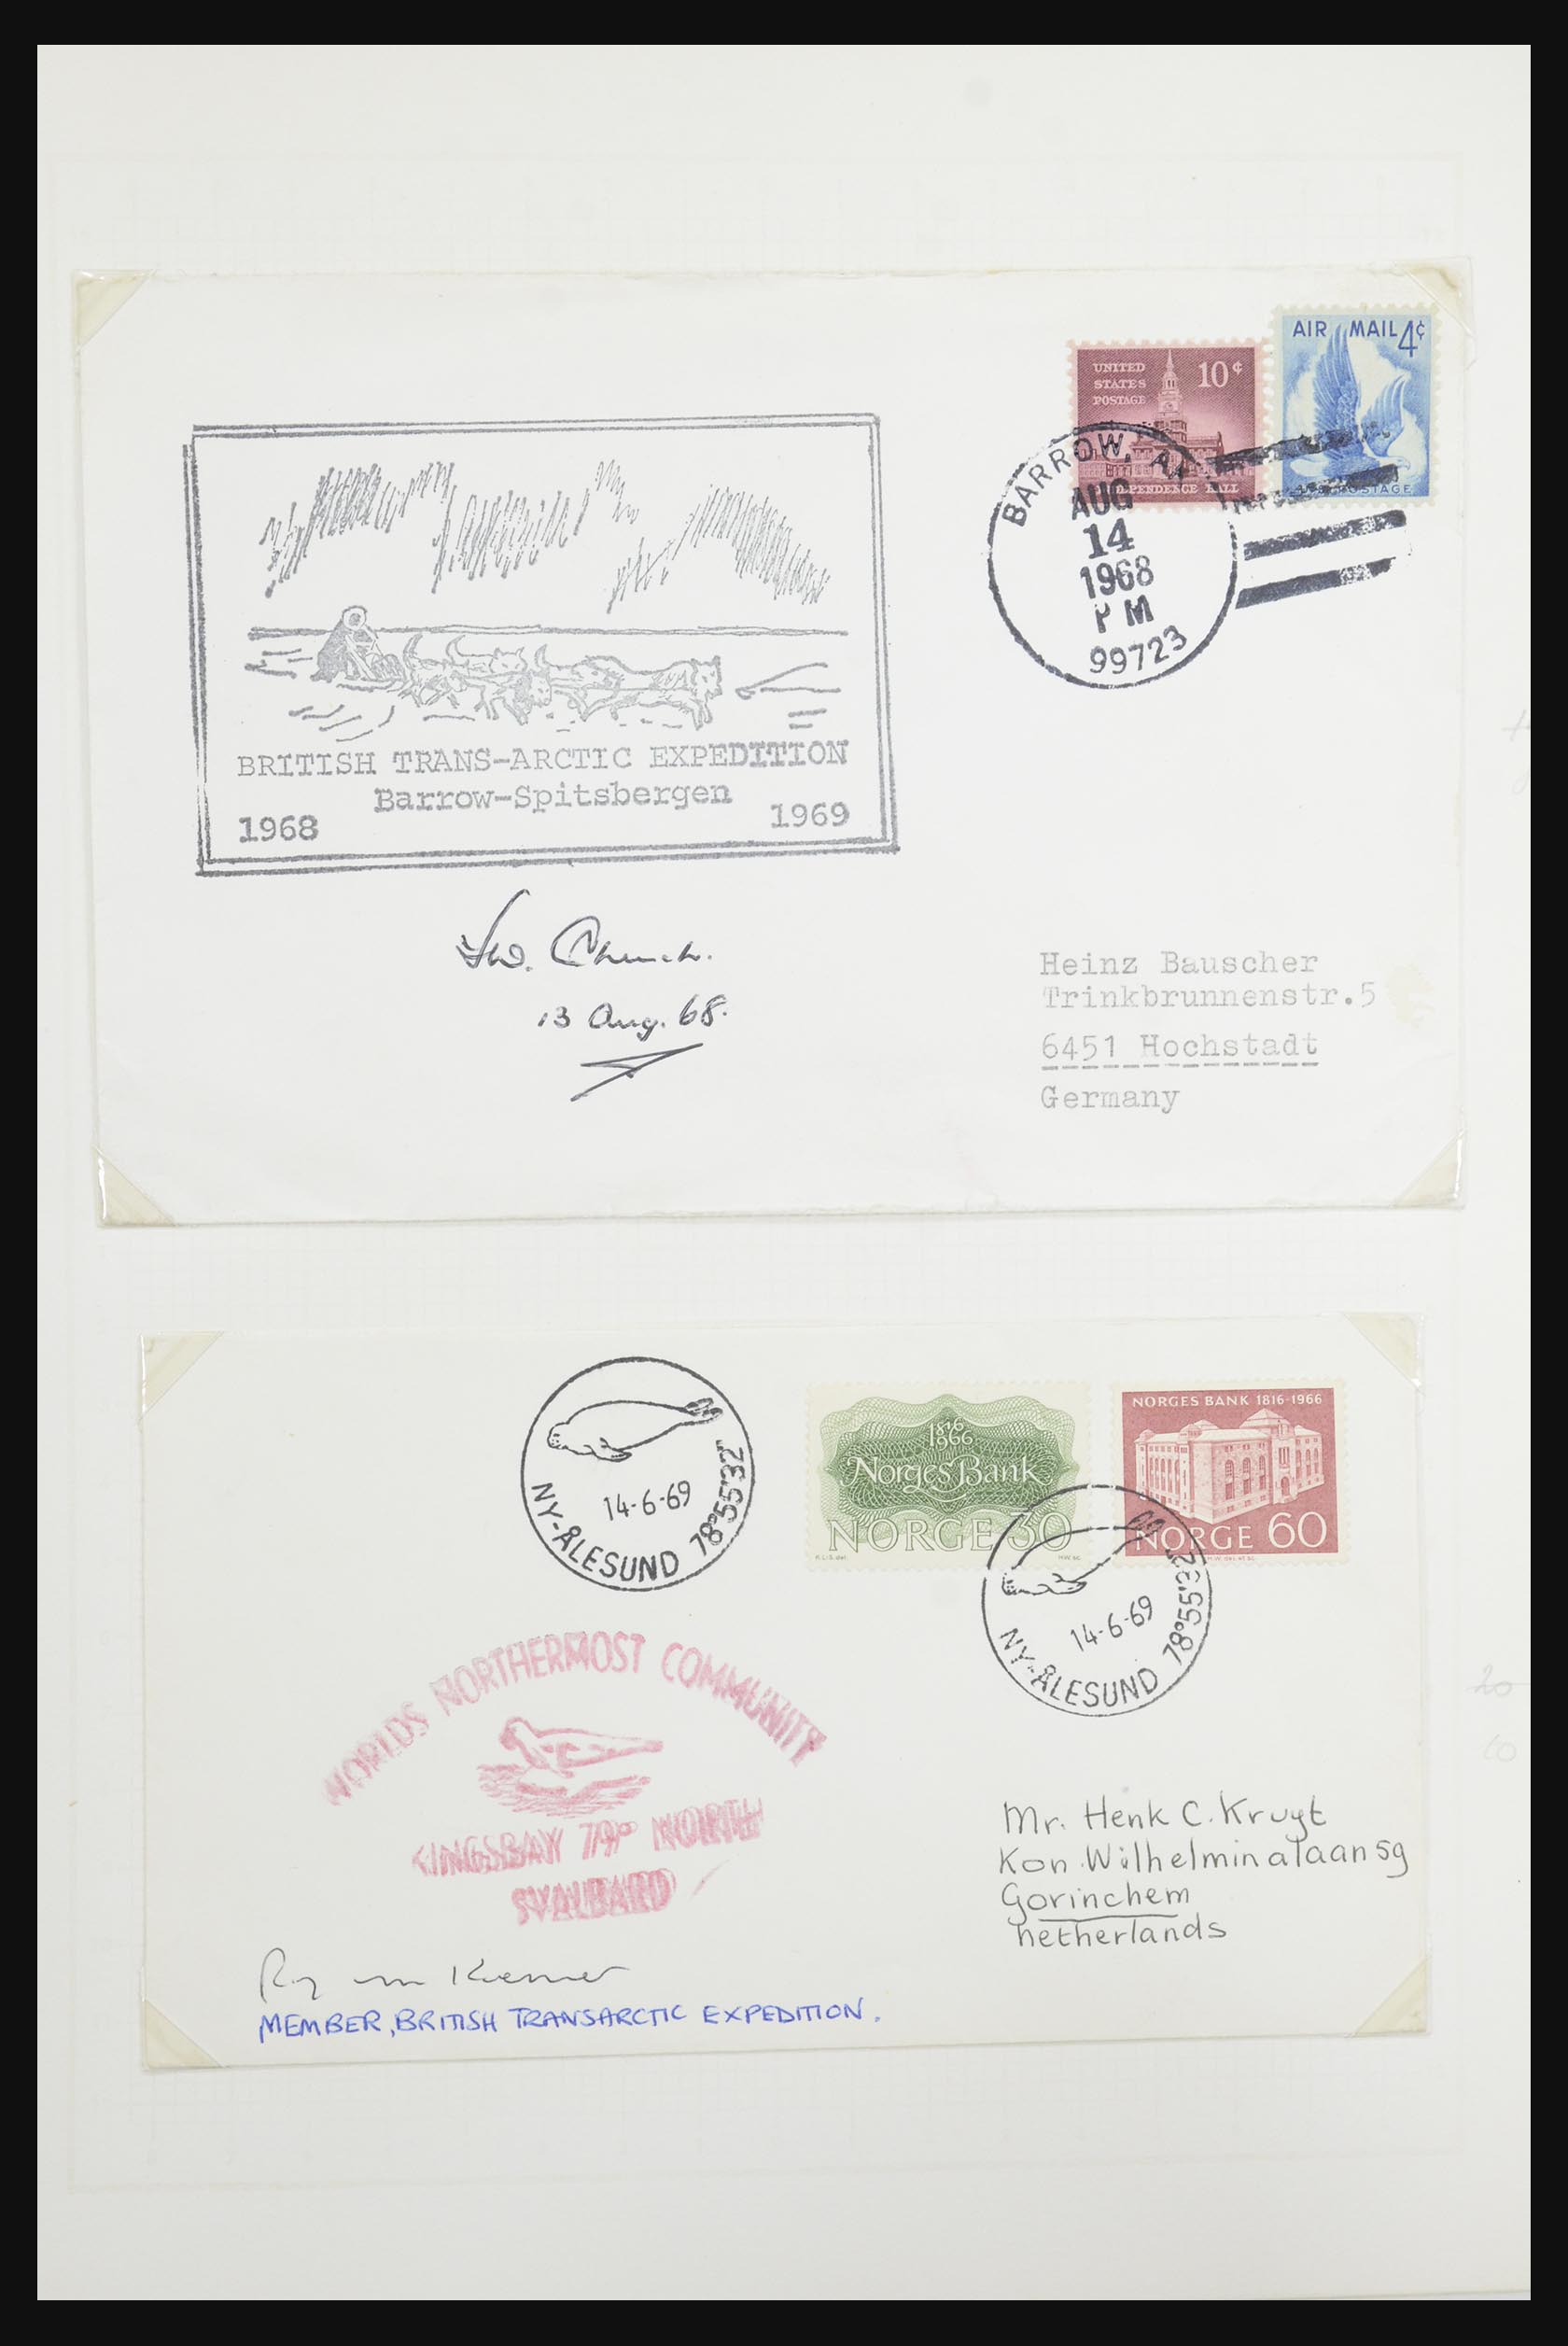 UNITED
STATES
POSTAGE
10¢
AIR MAIL 4¢
BARROW, AK
AUG
14
1968
PM
99723
BRITISH TRANS-ARCTIC EXPEDITION
Barrow-Spitsbergen
1968 1969
13 Aug. 68.
Heinz Bauscher
Trinkbrunnenstr.5
6451 Hochstadt
Germany
14-6-69
NY-ÅLESUND 78°55'32"
1816
1966
Norges Bank
NORGE 30
NORGES BANK 1816-1966
NORGE 60
14-6-69
NY-ÅLESUND 78°55'32"
WORLDS NORTHERMOST COMMUNITY
KINGSBAY 79° NORTH
SVALBARD
Mr. Henk C. Kruyt
Kon. Wilhelminalaan 59
Gorinchem
netherlands
MEMBER, BRITISH TRANSARCTIC EXPEDITION.
20
60